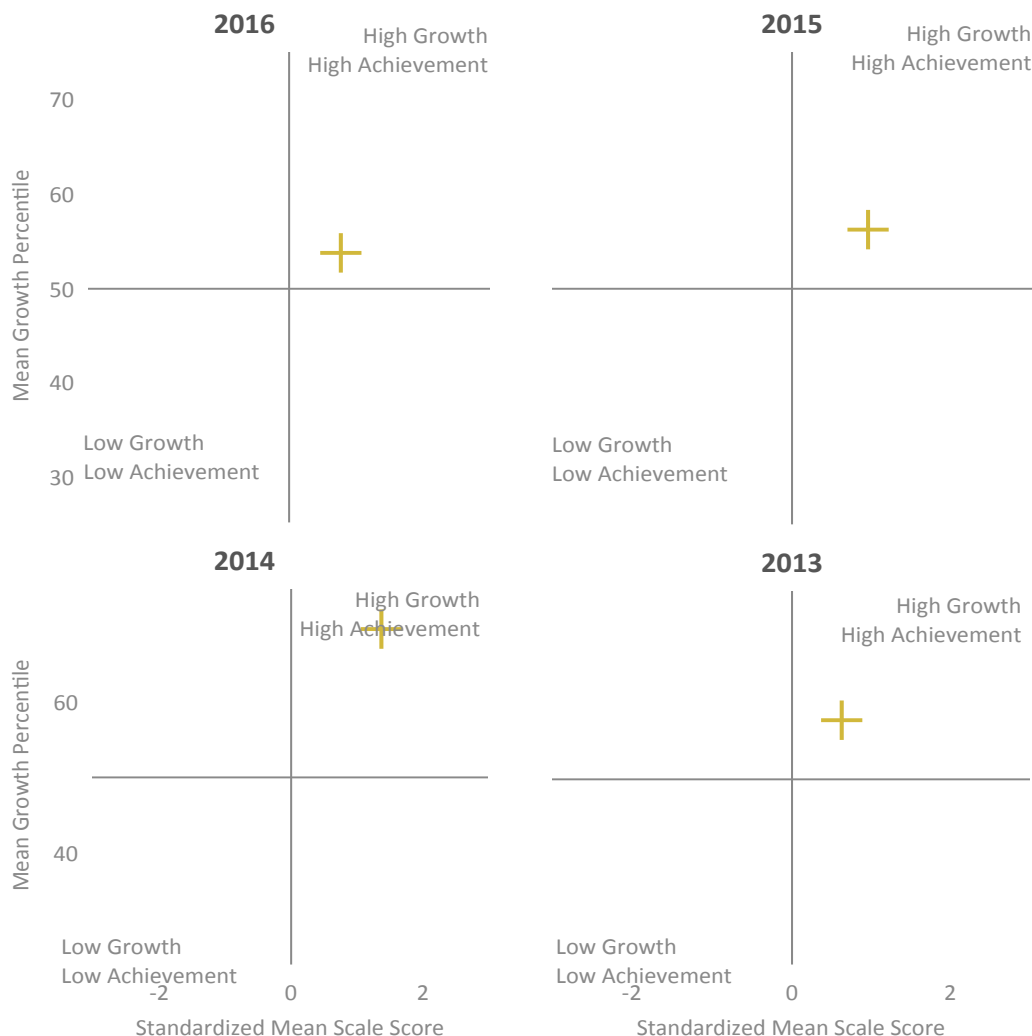 2016
High Growth
High Achievement
70
60
50
40
30
Mean Growth Percentile
Low Growth
Low Achievement
2015
High Growth
High Achievement
Low Growth
Low Achievement
2014
High Growth
High Achievement
60
40
Mean Growth Percentile
Low Growth
Low Achievement
-2 0 2
Standardized Mean Scale Score
2013
High Growth
High Achievement
Low Growth
Low Achievement
-2 0 2
Standardized Mean Scale Score